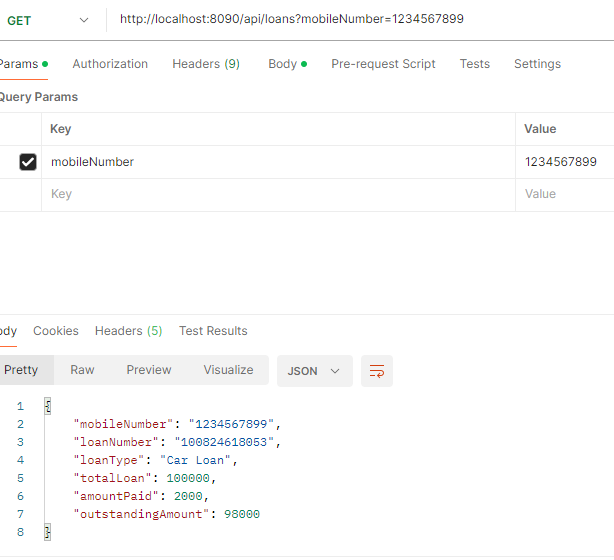 GET http://localhost:8090/api/loans?mobileNumber=1234567899
Params Authorization Headers (9) Body Pre-request Script Tests Settings
Query Params
Key Value
mobileNumber 1234567899
Key Value
ody Cookies Headers (5) Test Results
Pretty Raw Preview Visualize JSON
1 {
2 "mobileNumber": "1234567899",
3 "loanNumber": "100824618053",
4 "loanType": "Car Loan",
5 "totalLoan": 100000,
6 "amountPaid": 2000,
7 "outstandingAmount": 98000
8 }